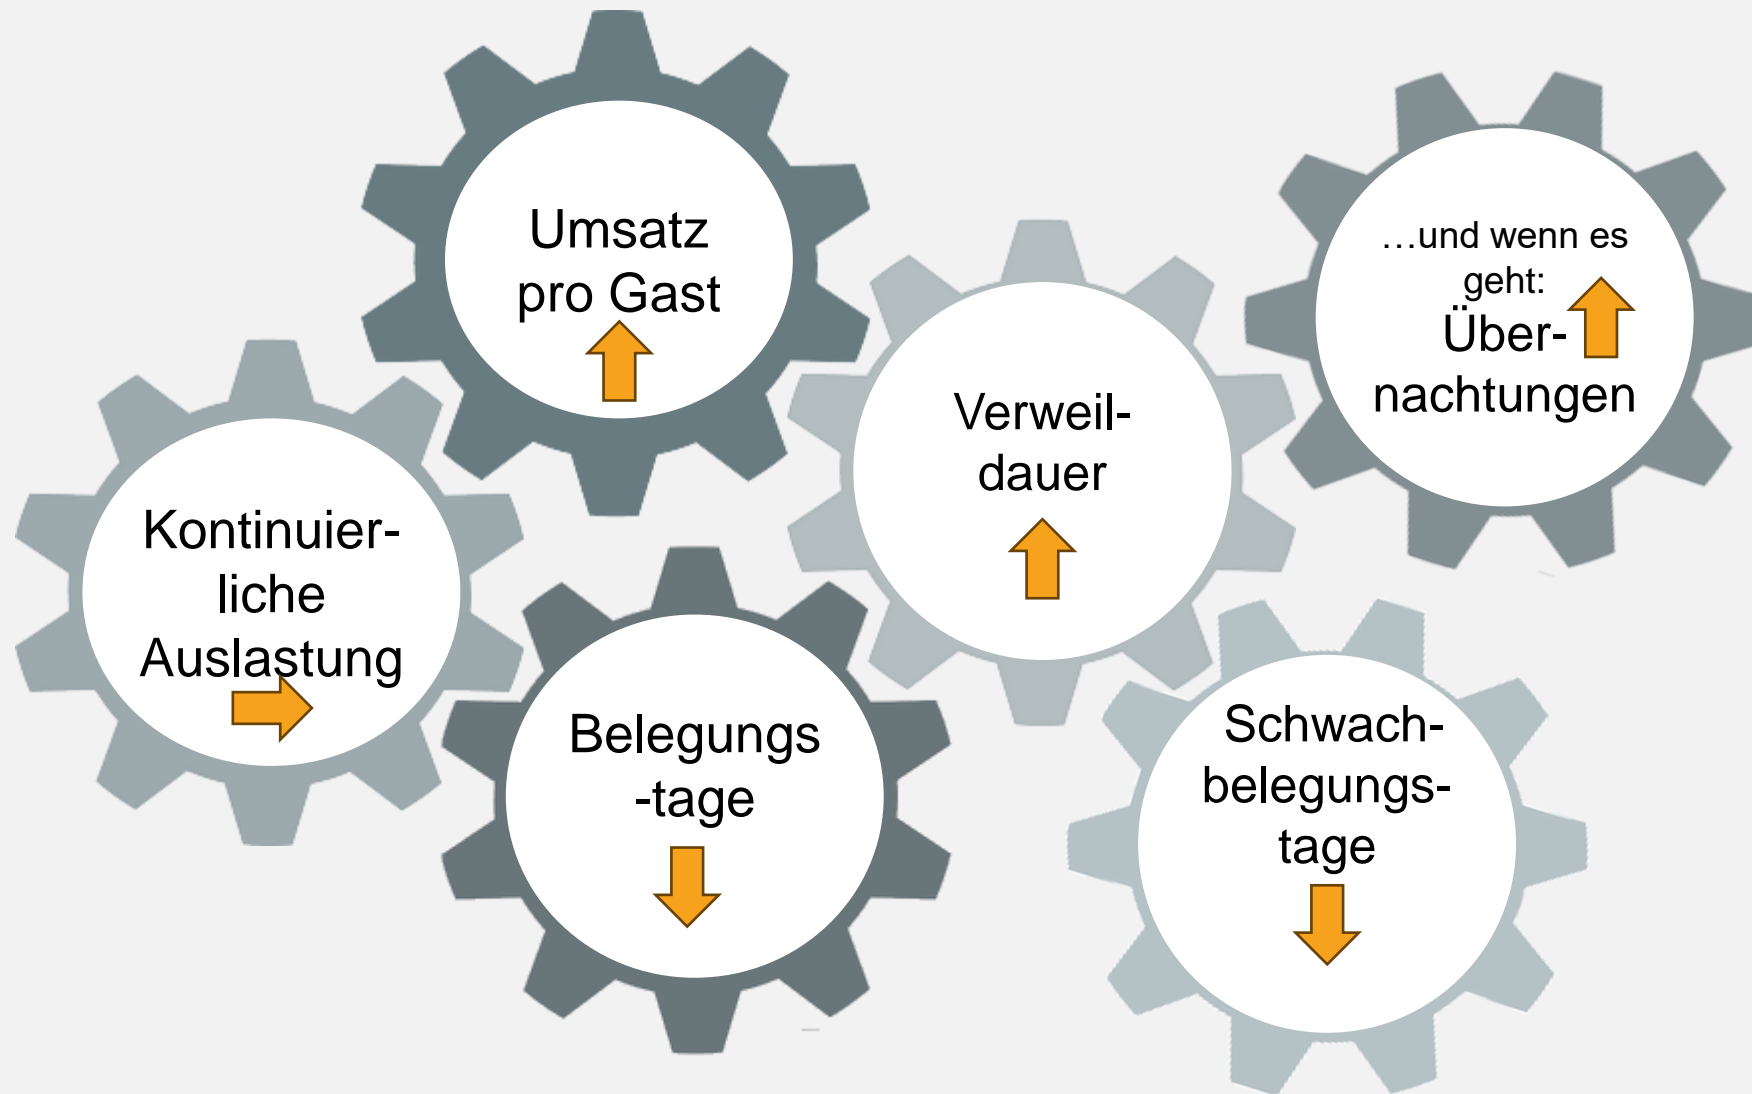 Umsatz
pro Gast
…und wenn es
geht:
Über-
nachtungen
Verweil-
dauer
Kontinuier-
liche
Auslastung
Belegungs
-tage
Schwach-
belegungs-
tage